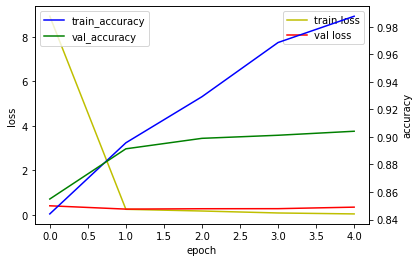 train_accuracy
val_accuracy
train loss
val loss
8
6
4
2
0
loss
0.98
0.96
0.94
0.92
0.90
0.88
0.86
0.84
accuracy
0.0 0.5 1.0 1.5 2.0 2.5 3.0 3.5 4.0
epoch